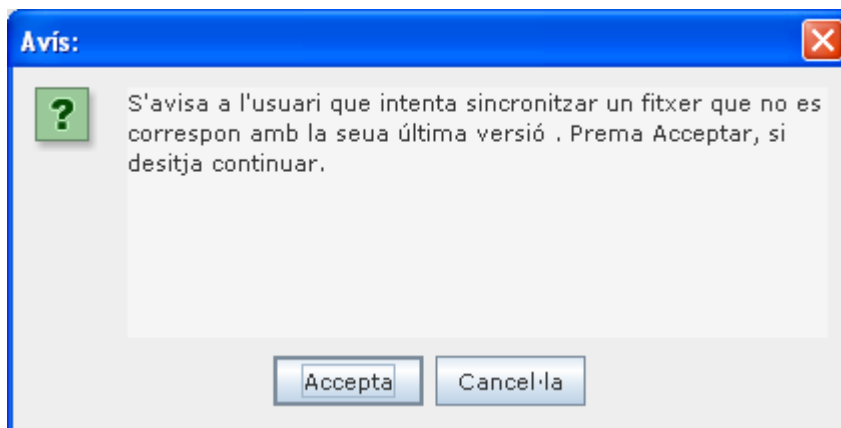 Avís:
S'avisa a l'usuari que intenta sincronitzar un fitxer que no es
correspon amb la seua última versió . Prema Acceptar, si
desitja continuar.
Accepta
Cancel·la